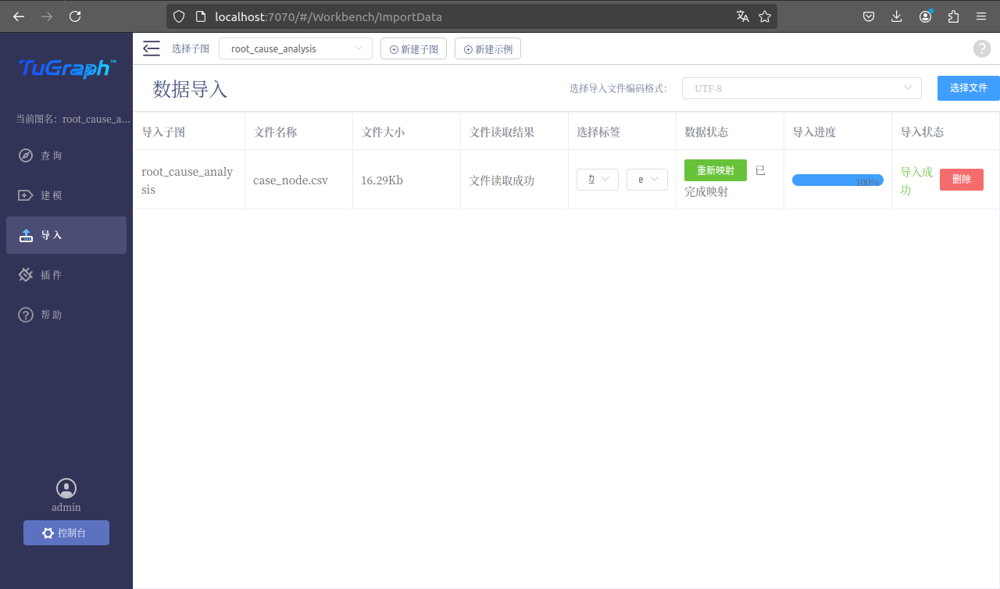 localhost:7070/#/Workbench/ImportData
TuGraph™
选择子图
root_cause_analysis
新建子图
新建示例
数据导入
选择导入文件编码格式：
UTF-8
选择文件
当前图名：root_cause_a...
查询
建模
导入
插件
帮助
admin
控制台
导入子图
文件名称
文件大小
文件读取结果
选择标签
数据状态
导入进度
导入状态
root_cause_analy
sis
case_node.csv
16.29Kb
文件读取成功
e
重新映射 已
完成映射
100%
导入成
功
删除